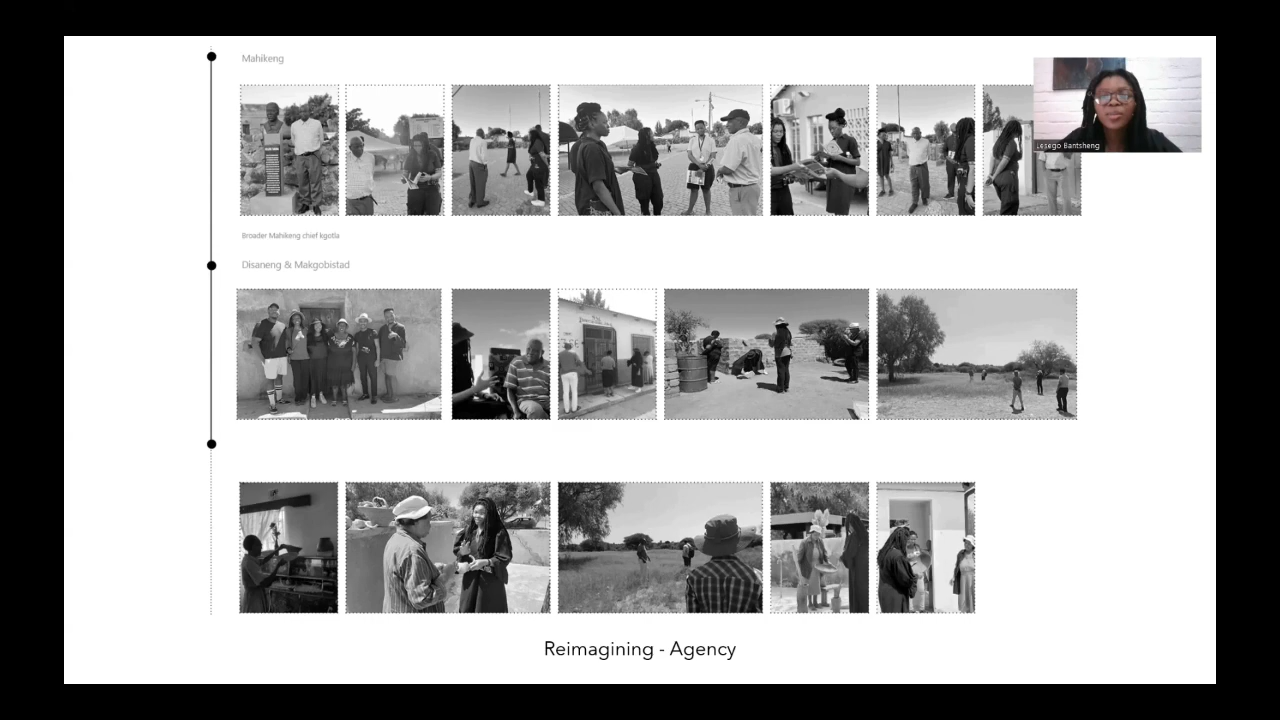 Mahikeng
Lesego Bantsheng
Broader Mahikeng chief kgotla
Disaneng & Makgobistad
Reimagining - Agency